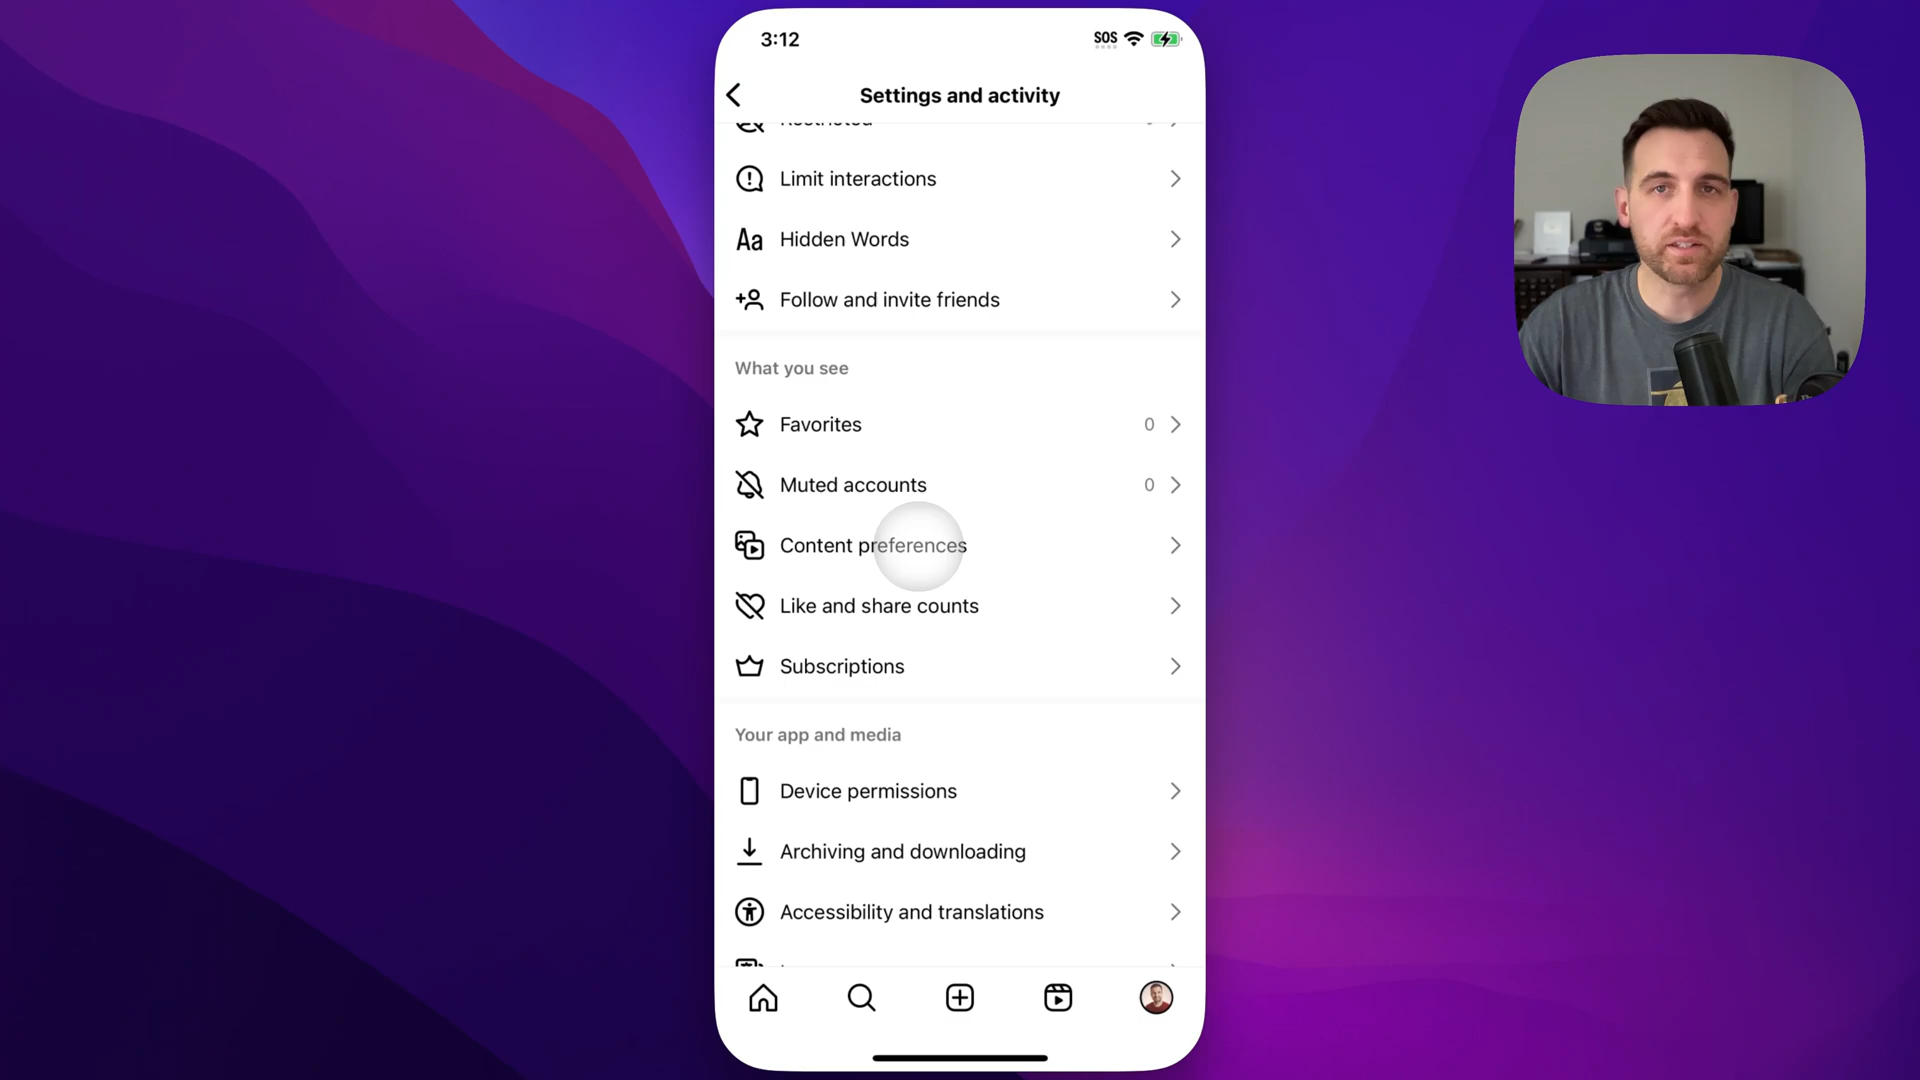 3:12
SOS
Settings and activity
Restricted
Limit interactions
Aa Hidden Words
Follow and invite friends
What you see
Favorites 0
Muted accounts 0
Content preferences
Like and share counts
Subscriptions
Your app and media
Device permissions
Archiving and downloading
Accessibility and translations